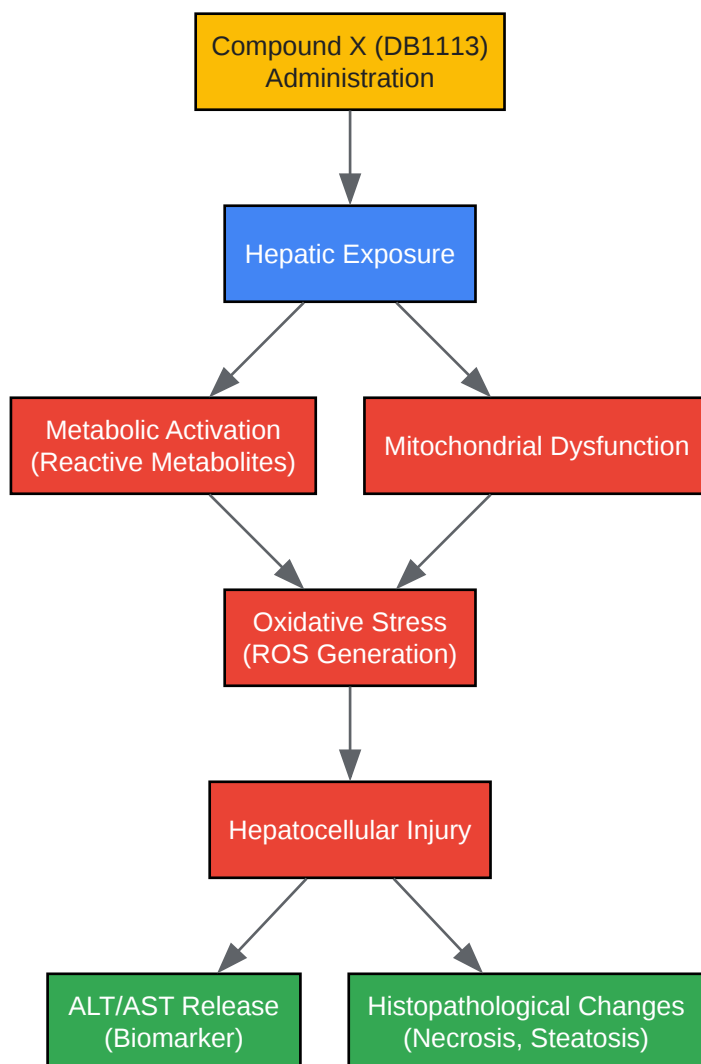 Compound X (DB1113)
Administration
Hepatic Exposure
Metabolic Activation
(Reactive Metabolites)
Mitochondrial Dysfunction
Oxidative Stress
(ROS Generation)
Hepatocellular Injury
ALT/AST Release
(Biomarker)
Histopathological Changes
(Necrosis, Steatosis)